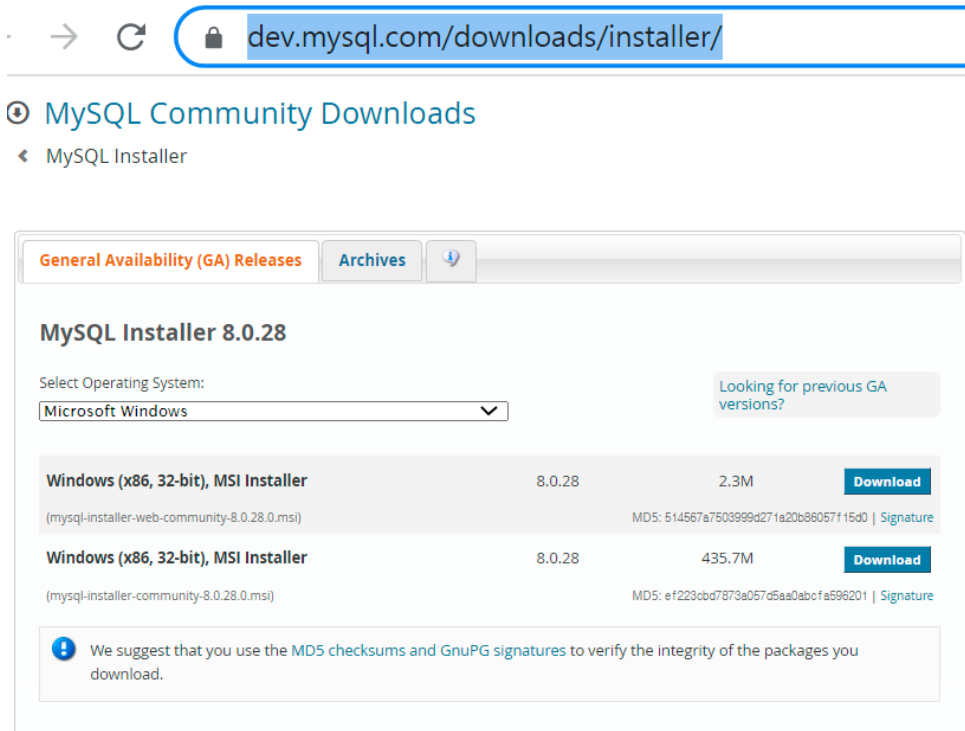 dev.mysql.com/downloads/installer/
MySQL Community Downloads
MySQL Installer
General Availability (GA) Releases
Archives
MySQL Installer 8.0.28
Select Operating System:
Looking for previous GA
versions?
Microsoft Windows
Windows (x86, 32-bit), MSI Installer 8.0.28 2.3M Download
(mysql-installer-web-community-8.0.28.0.msi) MD5: 514567a7503999d271a20b86057f15d0 | Signature
Windows (x86, 32-bit), MSI Installer 8.0.28 435.7M Download
(mysql-installer-community-8.0.28.0.msi) MD5: ef223cbd7873a057d5aa0abcfa596201 | Signature
We suggest that you use the MD5 checksums and GnuPG signatures to verify the integrity of the packages you
download.